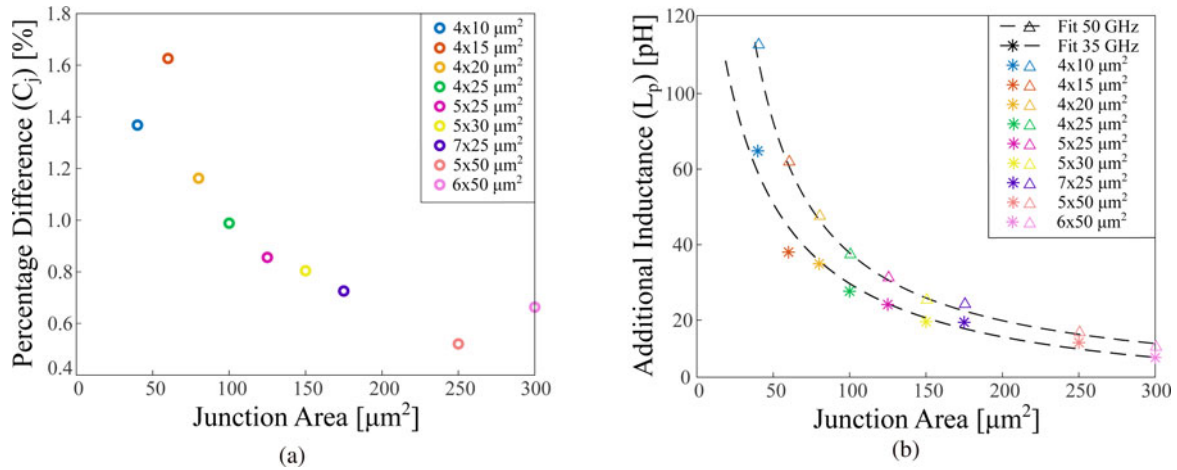 1.8
1.6
1.4
1.2
1.0
0.8
0.6
0.4
0 50 100 150 200 250 300
Percentage Difference (Cj) [%]
Junction Area [μm²]
4x10 μm²
4x15 μm²
4x20 μm²
4x25 μm²
5x25 μm²
5x30 μm²
7x25 μm²
5x50 μm²
6x50 μm²
(a)
120
100
60
40
20
0
0 50 100 150 200 250 300
Additional Inductance (Lp) [pH]
Junction Area [μm²]
Fit 50 GHz
Fit 35 GHz
4x10 μm²
4x15 μm²
4x20 μm²
4x25 μm²
5x25 μm²
5x30 μm²
7x25 μm²
5x50 μm²
6x50 μm²
(b)